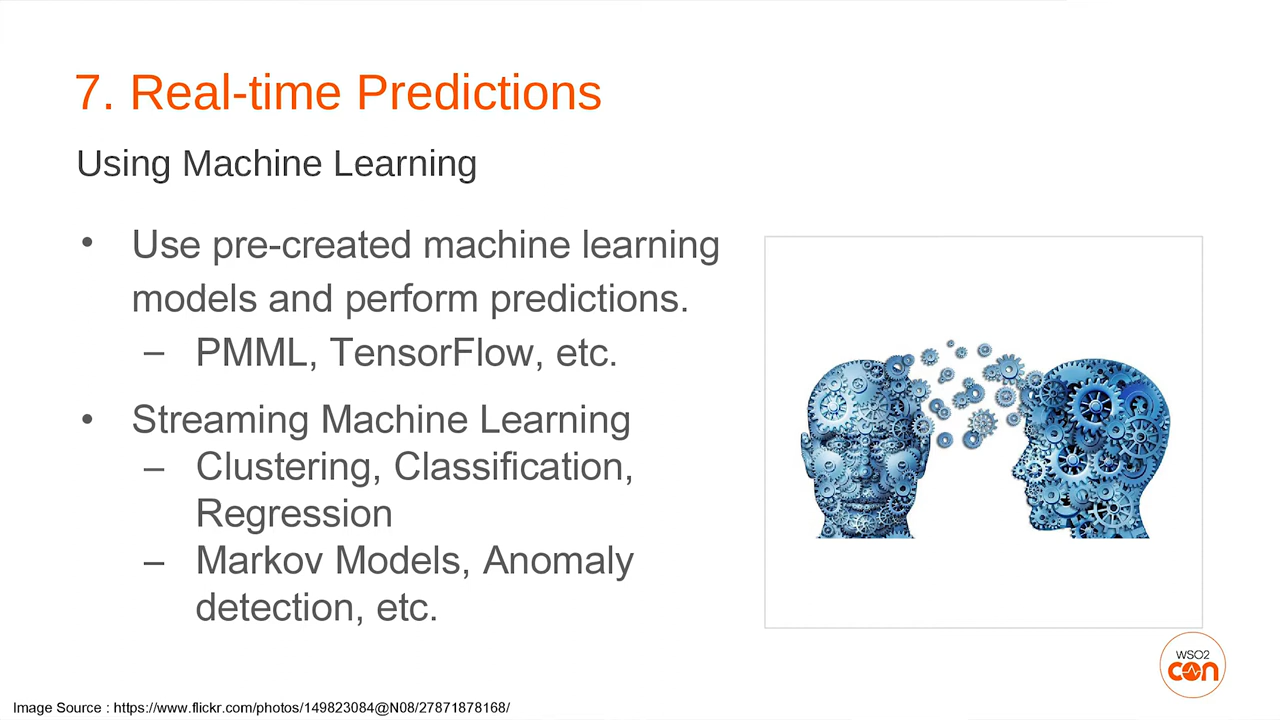 7. Real-time Predictions
Using Machine Learning
• Use pre-created machine learning
models and perform predictions.
– PMML, TensorFlow, etc.
• Streaming Machine Learning
– Clustering, Classification,
Regression
– Markov Models, Anomaly
detection, etc.
WSO2
con
Image Source : https://www.flickr.com/photos/149823084@N08/27871878168/